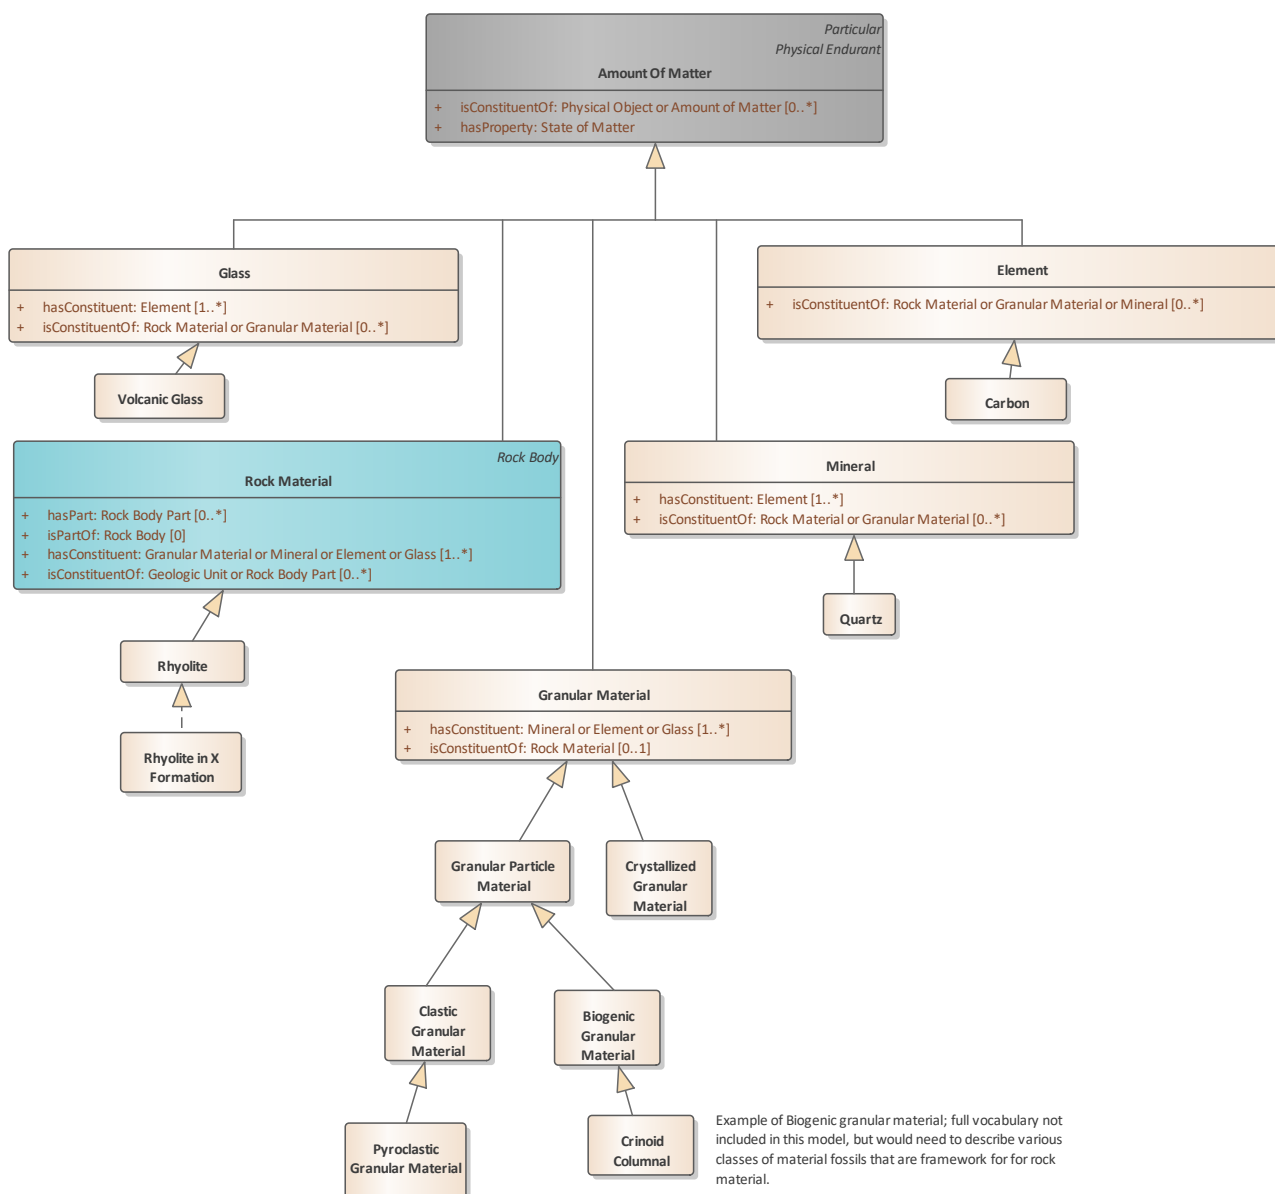 Particular
Physical Endurant
Amount Of Matter
+ isConstituentOf: Physical Object or Amount of Matter [0..*]
+ hasProperty: State of Matter
Glass
+ hasConstituent: Element [1..*]
+ isConstituentOf: Rock Material or Granular Material [0..*]
Element
+ isConstituentOf: Rock Material or Granular Material or Mineral [0..*]
Volcanic Glass
Carbon
Rock Body
Rock Material
+ hasPart: Rock Body Part [0..*]
+ isPartOf: Rock Body [0]
+ hasConstituent: Granular Material or Mineral or Element or Glass [1..*]
+ isConstituentOf: Geologic Unit or Rock Body Part [0..*]
Mineral
+ hasConstituent: Element [1..*]
+ isConstituentOf: Rock Material or Granular Material [0..*]
Quartz
Rhyolite
Rhyolite in X
Formation
Granular Material
+ hasConstituent: Mineral or Element or Glass [1..*]
+ isConstituentOf: Rock Material [0..1]
Granular Particle
Material
Crystallized
Granular
Material
Clastic
Granular
Material
Biogenic
Granular
Material
Pyroclastic
Granular Material
Crinoid
Columnal
Example of Biogenic granular material; full vocabulary not
included in this model, but would need to describe various
classes of material fossils that are framework for for rock
material.